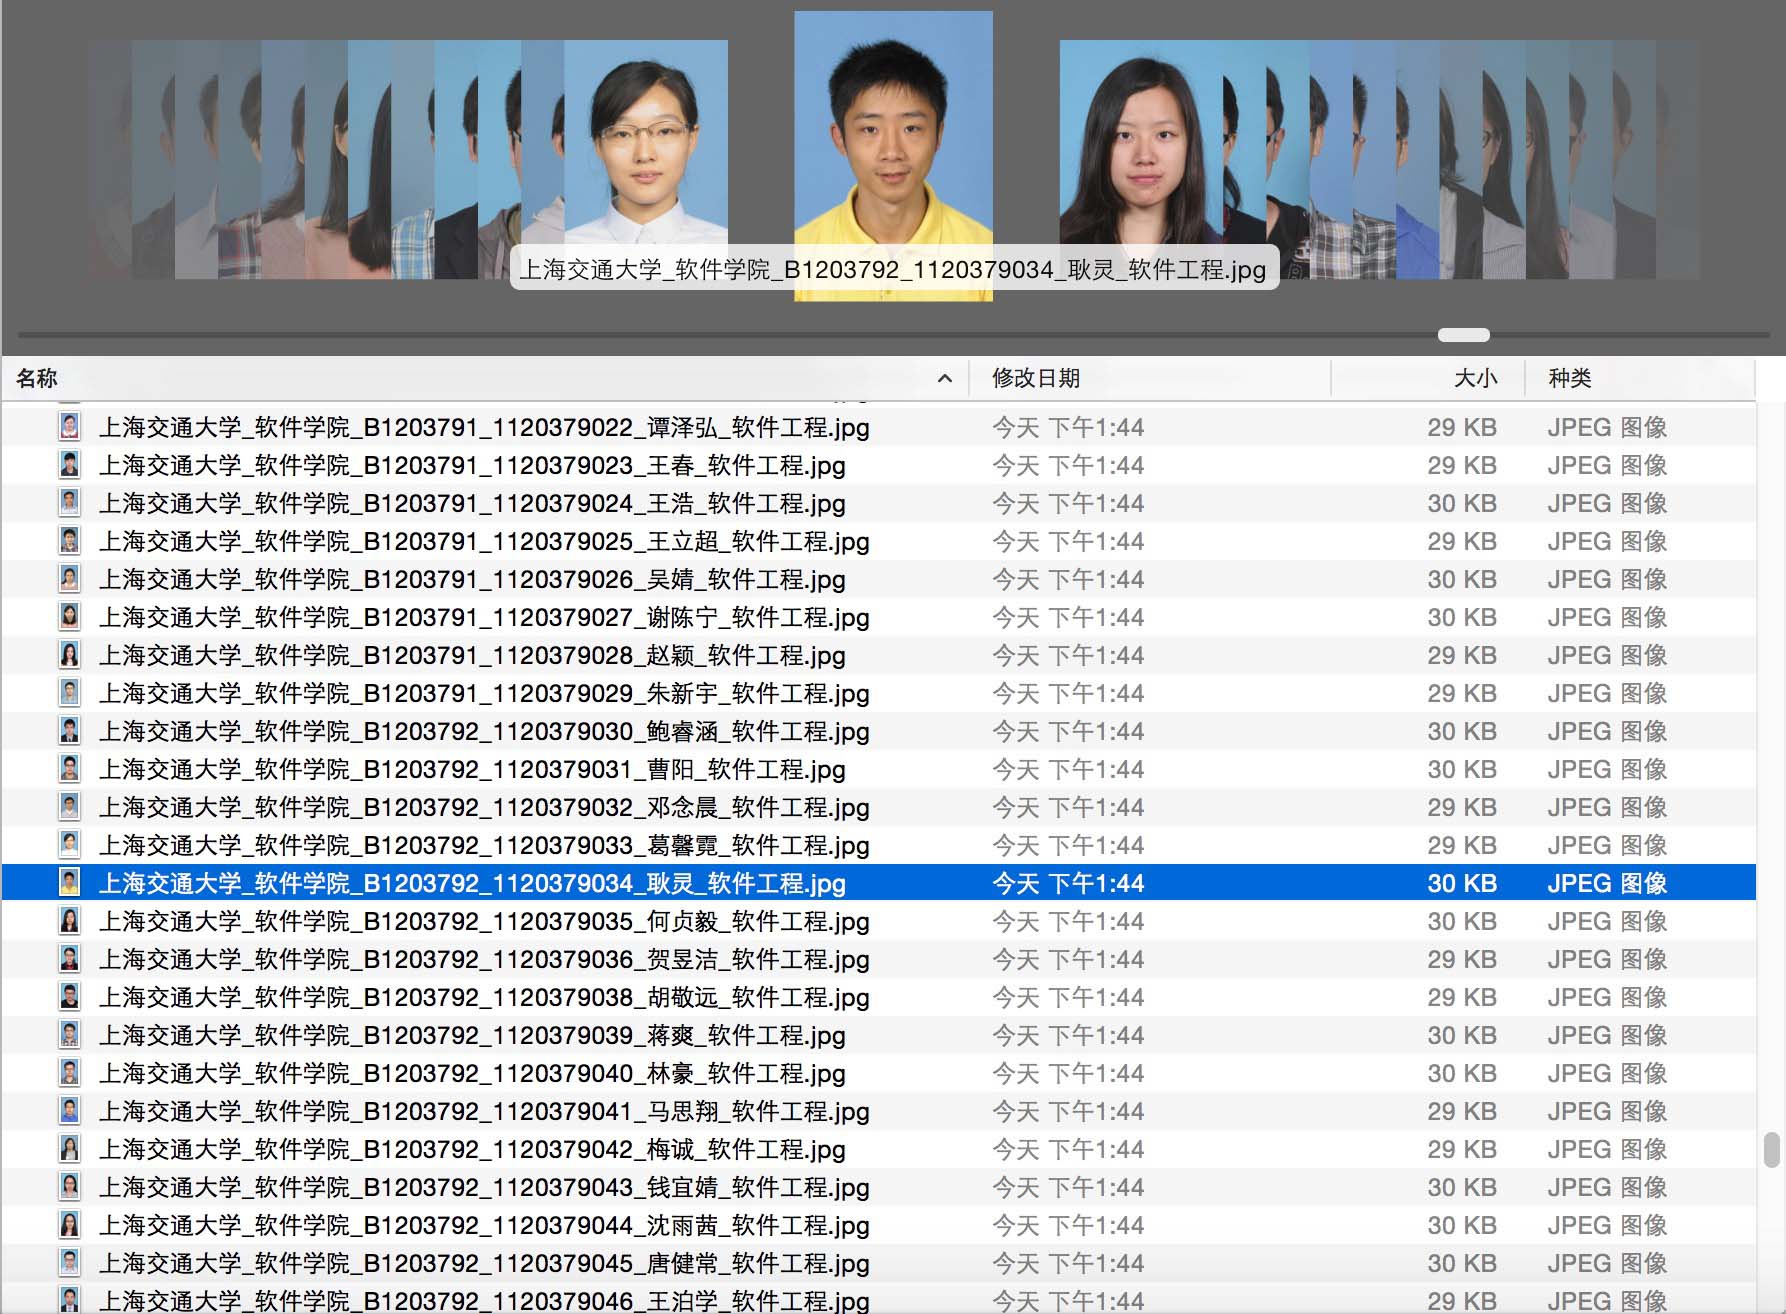 上海交通大学_软件学院_B1203792_1120379034_耿灵_软件工程.jpg
名称 修改日期 大小 种类
上海交通大学_软件学院_B1203791_1120379022_谭泽弘_软件工程.jpg 今天 下午1:44 29 KB JPEG 图像
上海交通大学_软件学院_B1203791_1120379023_王春_软件工程.jpg 今天 下午1:44 29 KB JPEG 图像
上海交通大学_软件学院_B1203791_1120379024_王浩_软件工程.jpg 今天 下午1:44 30 KB JPEG 图像
上海交通大学_软件学院_B1203791_1120379025_王立超_软件工程.jpg 今天 下午1:44 29 KB JPEG 图像
上海交通大学_软件学院_B1203791_1120379026_吴婧_软件工程.jpg 今天 下午1:44 30 KB JPEG 图像
上海交通大学_软件学院_B1203791_1120379027_谢陈宁_软件工程.jpg 今天 下午1:44 30 KB JPEG 图像
上海交通大学_软件学院_B1203791_1120379028_赵颖_软件工程.jpg 今天 下午1:44 29 KB JPEG 图像
上海交通大学_软件学院_B1203791_1120379029_朱新宇_软件工程.jpg 今天 下午1:44 29 KB JPEG 图像
上海交通大学_软件学院_B1203792_1120379030_鲍睿涵_软件工程.jpg 今天 下午1:44 30 KB JPEG 图像
上海交通大学_软件学院_B1203792_1120379031_曹阳_软件工程.jpg 今天 下午1:44 30 KB JPEG 图像
上海交通大学_软件学院_B1203792_1120379032_邓念晨_软件工程.jpg 今天 下午1:44 29 KB JPEG 图像
上海交通大学_软件学院_B1203792_1120379033_葛馨霓_软件工程.jpg 今天 下午1:44 29 KB JPEG 图像
上海交通大学_软件学院_B1203792_1120379034_耿灵_软件工程.jpg 今天 下午1:44 30 KB JPEG 图像
上海交通大学_软件学院_B1203792_1120379035_何贞毅_软件工程.jpg 今天 下午1:44 30 KB JPEG 图像
上海交通大学_软件学院_B1203792_1120379036_贺昱洁_软件工程.jpg 今天 下午1:44 29 KB JPEG 图像
上海交通大学_软件学院_B1203792_1120379038_胡敬远_软件工程.jpg 今天 下午1:44 29 KB JPEG 图像
上海交通大学_软件学院_B1203792_1120379039_蒋爽_软件工程.jpg 今天 下午1:44 30 KB JPEG 图像
上海交通大学_软件学院_B1203792_1120379040_林豪_软件工程.jpg 今天 下午1:44 30 KB JPEG 图像
上海交通大学_软件学院_B1203792_1120379041_马思翔_软件工程.jpg 今天 下午1:44 29 KB JPEG 图像
上海交通大学_软件学院_B1203792_1120379042_梅诚_软件工程.jpg 今天 下午1:44 29 KB JPEG 图像
上海交通大学_软件学院_B1203792_1120379043_钱宜婧_软件工程.jpg 今天 下午1:44 30 KB JPEG 图像
上海交通大学_软件学院_B1203792_1120379044_沈雨茜_软件工程.jpg 今天 下午1:44 30 KB JPEG 图像
上海交通大学_软件学院_B1203792_1120379045_唐健常_软件工程.jpg 今天 下午1:44 30 KB JPEG 图像
上海交通大学_软件学院_B1203792_1120379046_王泊学_软件工程.jpg 今天 下午1:44 29 KB JPEG 图像